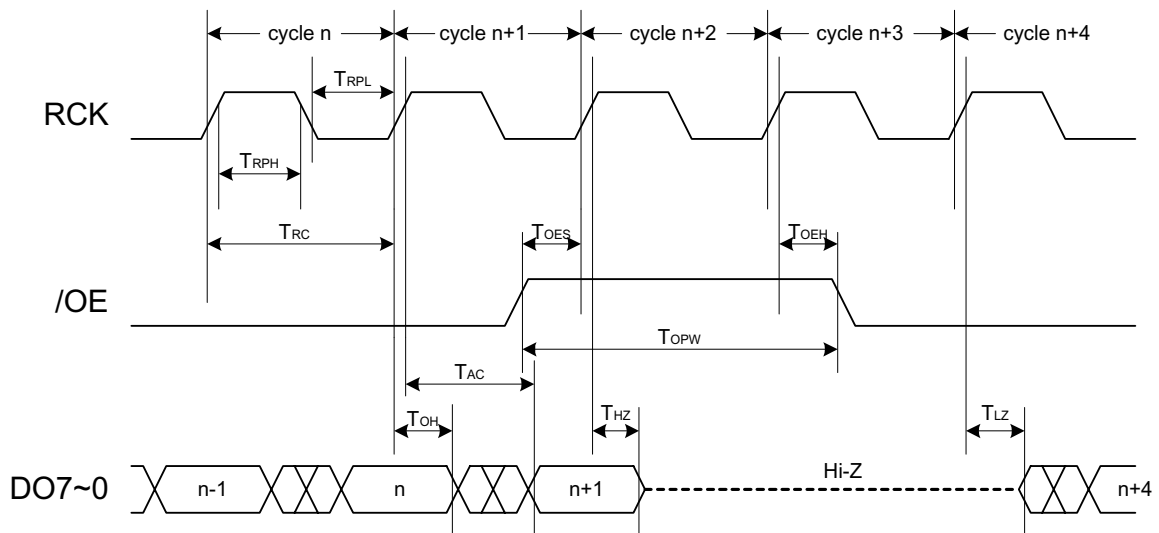 cycle n cycle n+1 cycle n+2 cycle n+3 cycle n+4
TRPL
RCK
TRPH
TRC TOES TOEH
/OE
TOPW
TAC
TOH THZ TLZ
DO7~0 n-1 n n+1 Hi-Z n+4